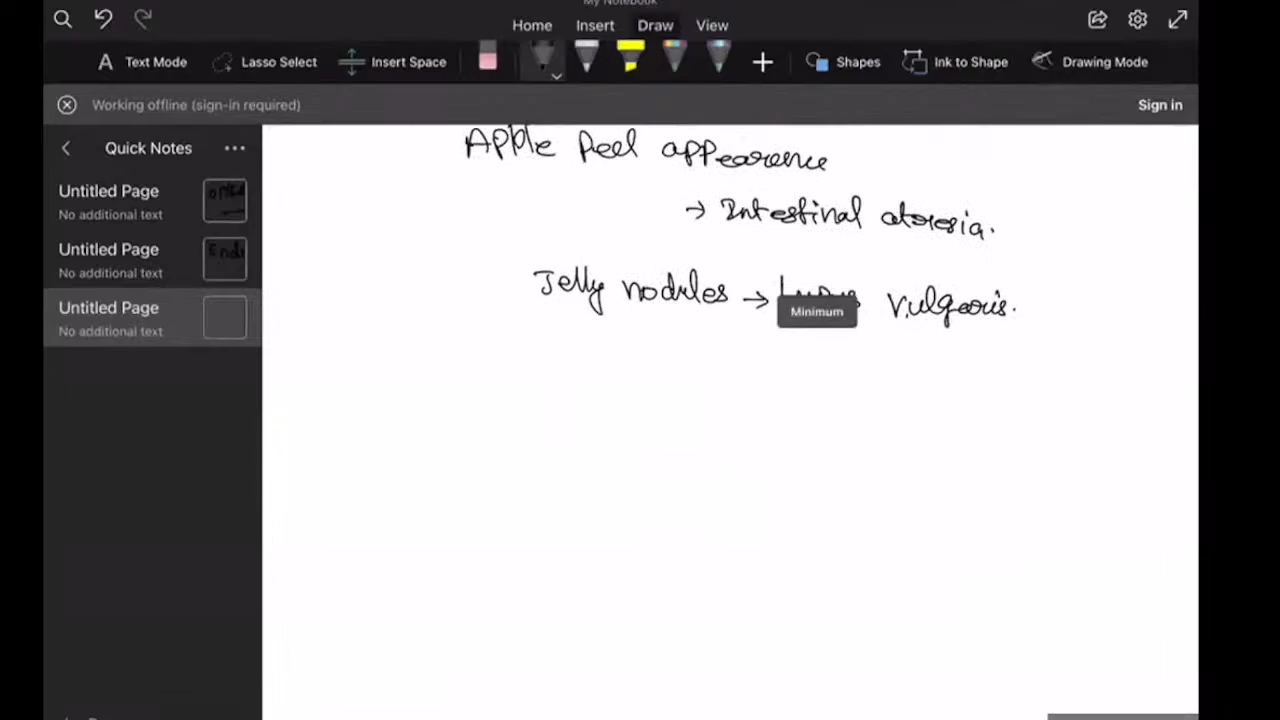 My Notebook
Home Insert Draw View
Text Mode Lasso Select Insert Space Shapes Ink to Shape Drawing Mode
Working offline (sign-in required) Sign in
Quick Notes
Untitled Page
No additional text
Untitled Page
No additional text
Untitled Page
No additional text
Apple Peel appearence
→ Intestinal atresia.
Jelly nodules → Lupus vulgaris.
Minimum